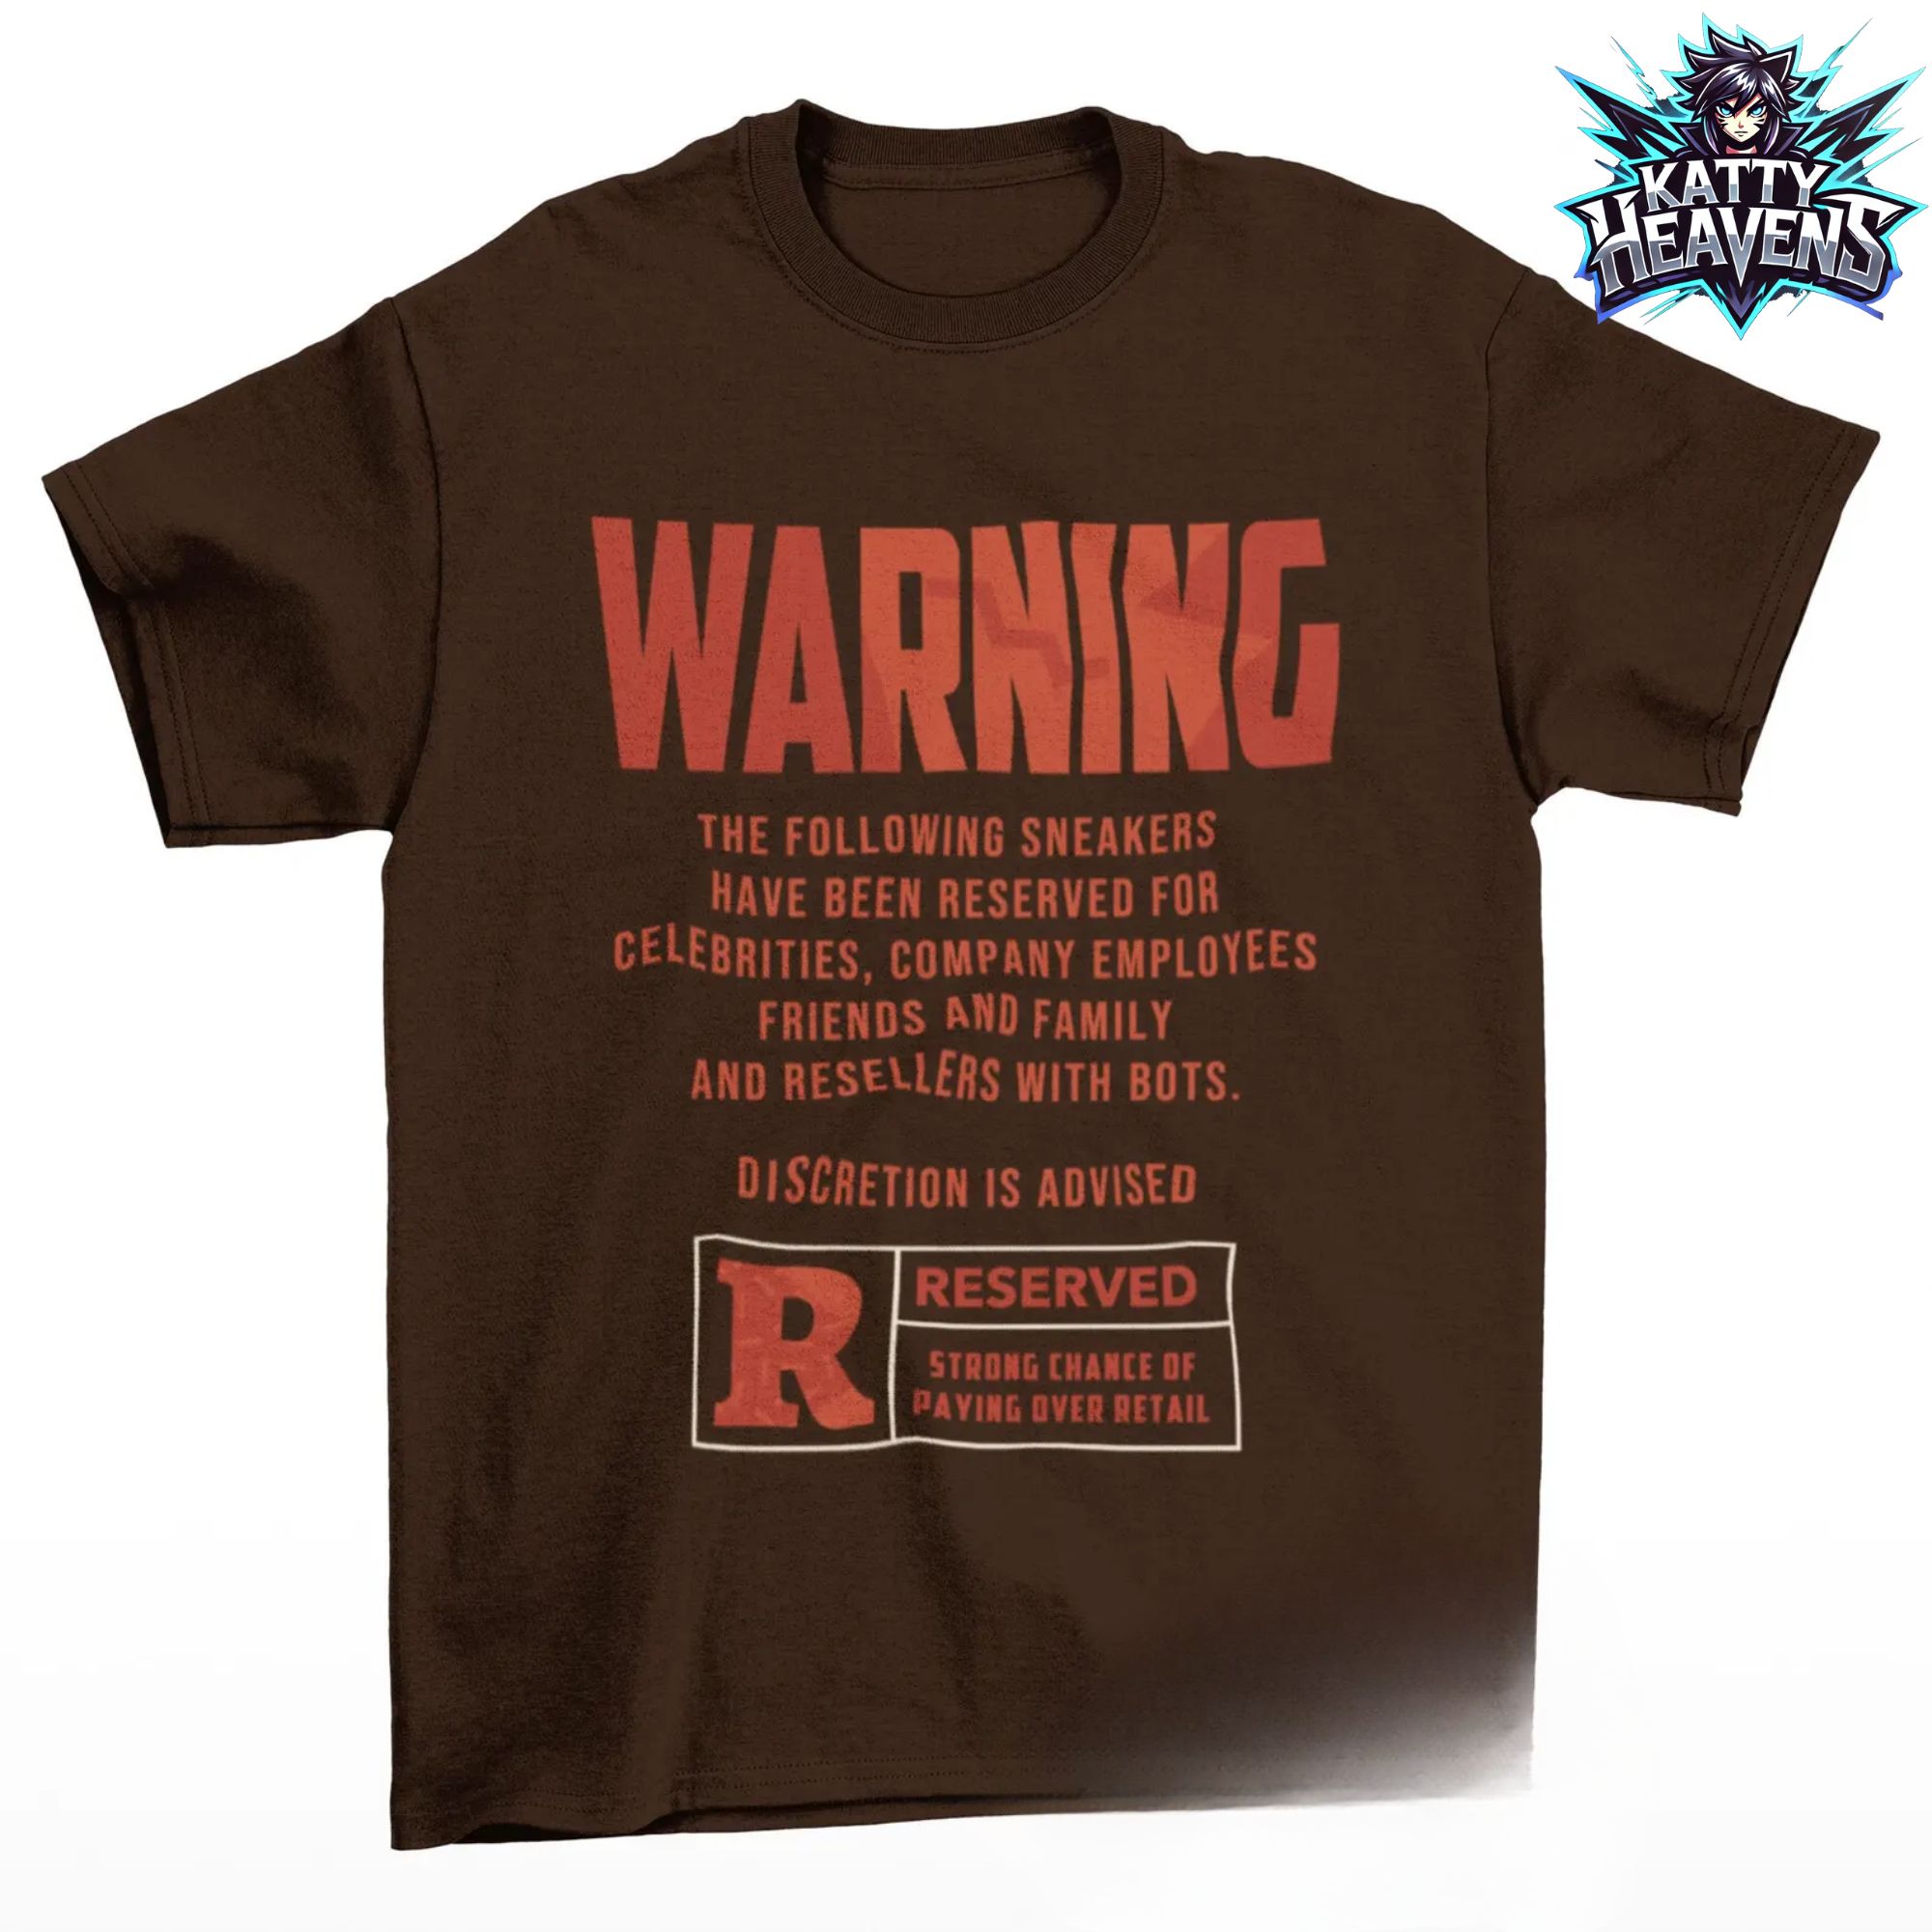 KATTY
HEAVENS
WARNING
THE FOLLOWING SNEAKERS
HAVE BEEN RESERVED FOR
CELEBRITIES, COMPANY EMPLOYEES
FRIENDS AND FAMILY
AND RESELLERS WITH BOTS.
DISCRETION IS ADVISED
R
RESERVED
STRONG CHANCE OF
PAYING OVER RETAIL